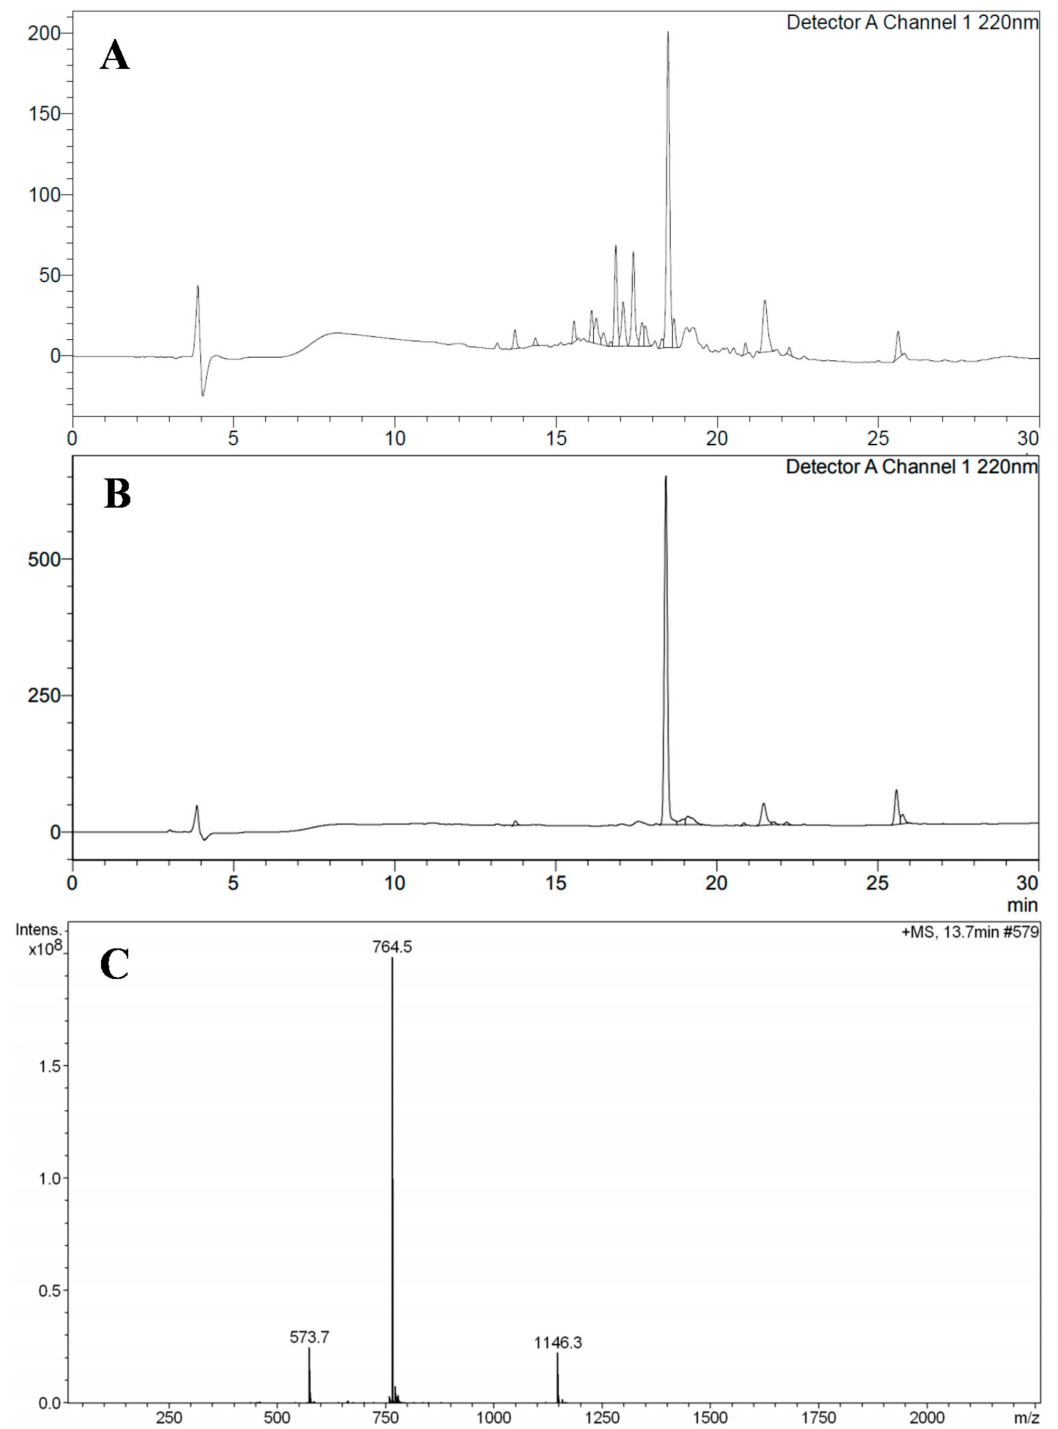 Detector A Channel 1 220nm
A
200
150
100
50
0
0 5 10 15 20 25 30
Detector A Channel 1 220nm
B
500
250
0
0 5 10 15 20 25 30
min
Intens.
x10⁸
+MS, 13.7min #579
C
764.5
1.5
1.0
0.5
573.7
1146.3
0.0
250 500 750 1000 1250 1500 1750 2000 m/z